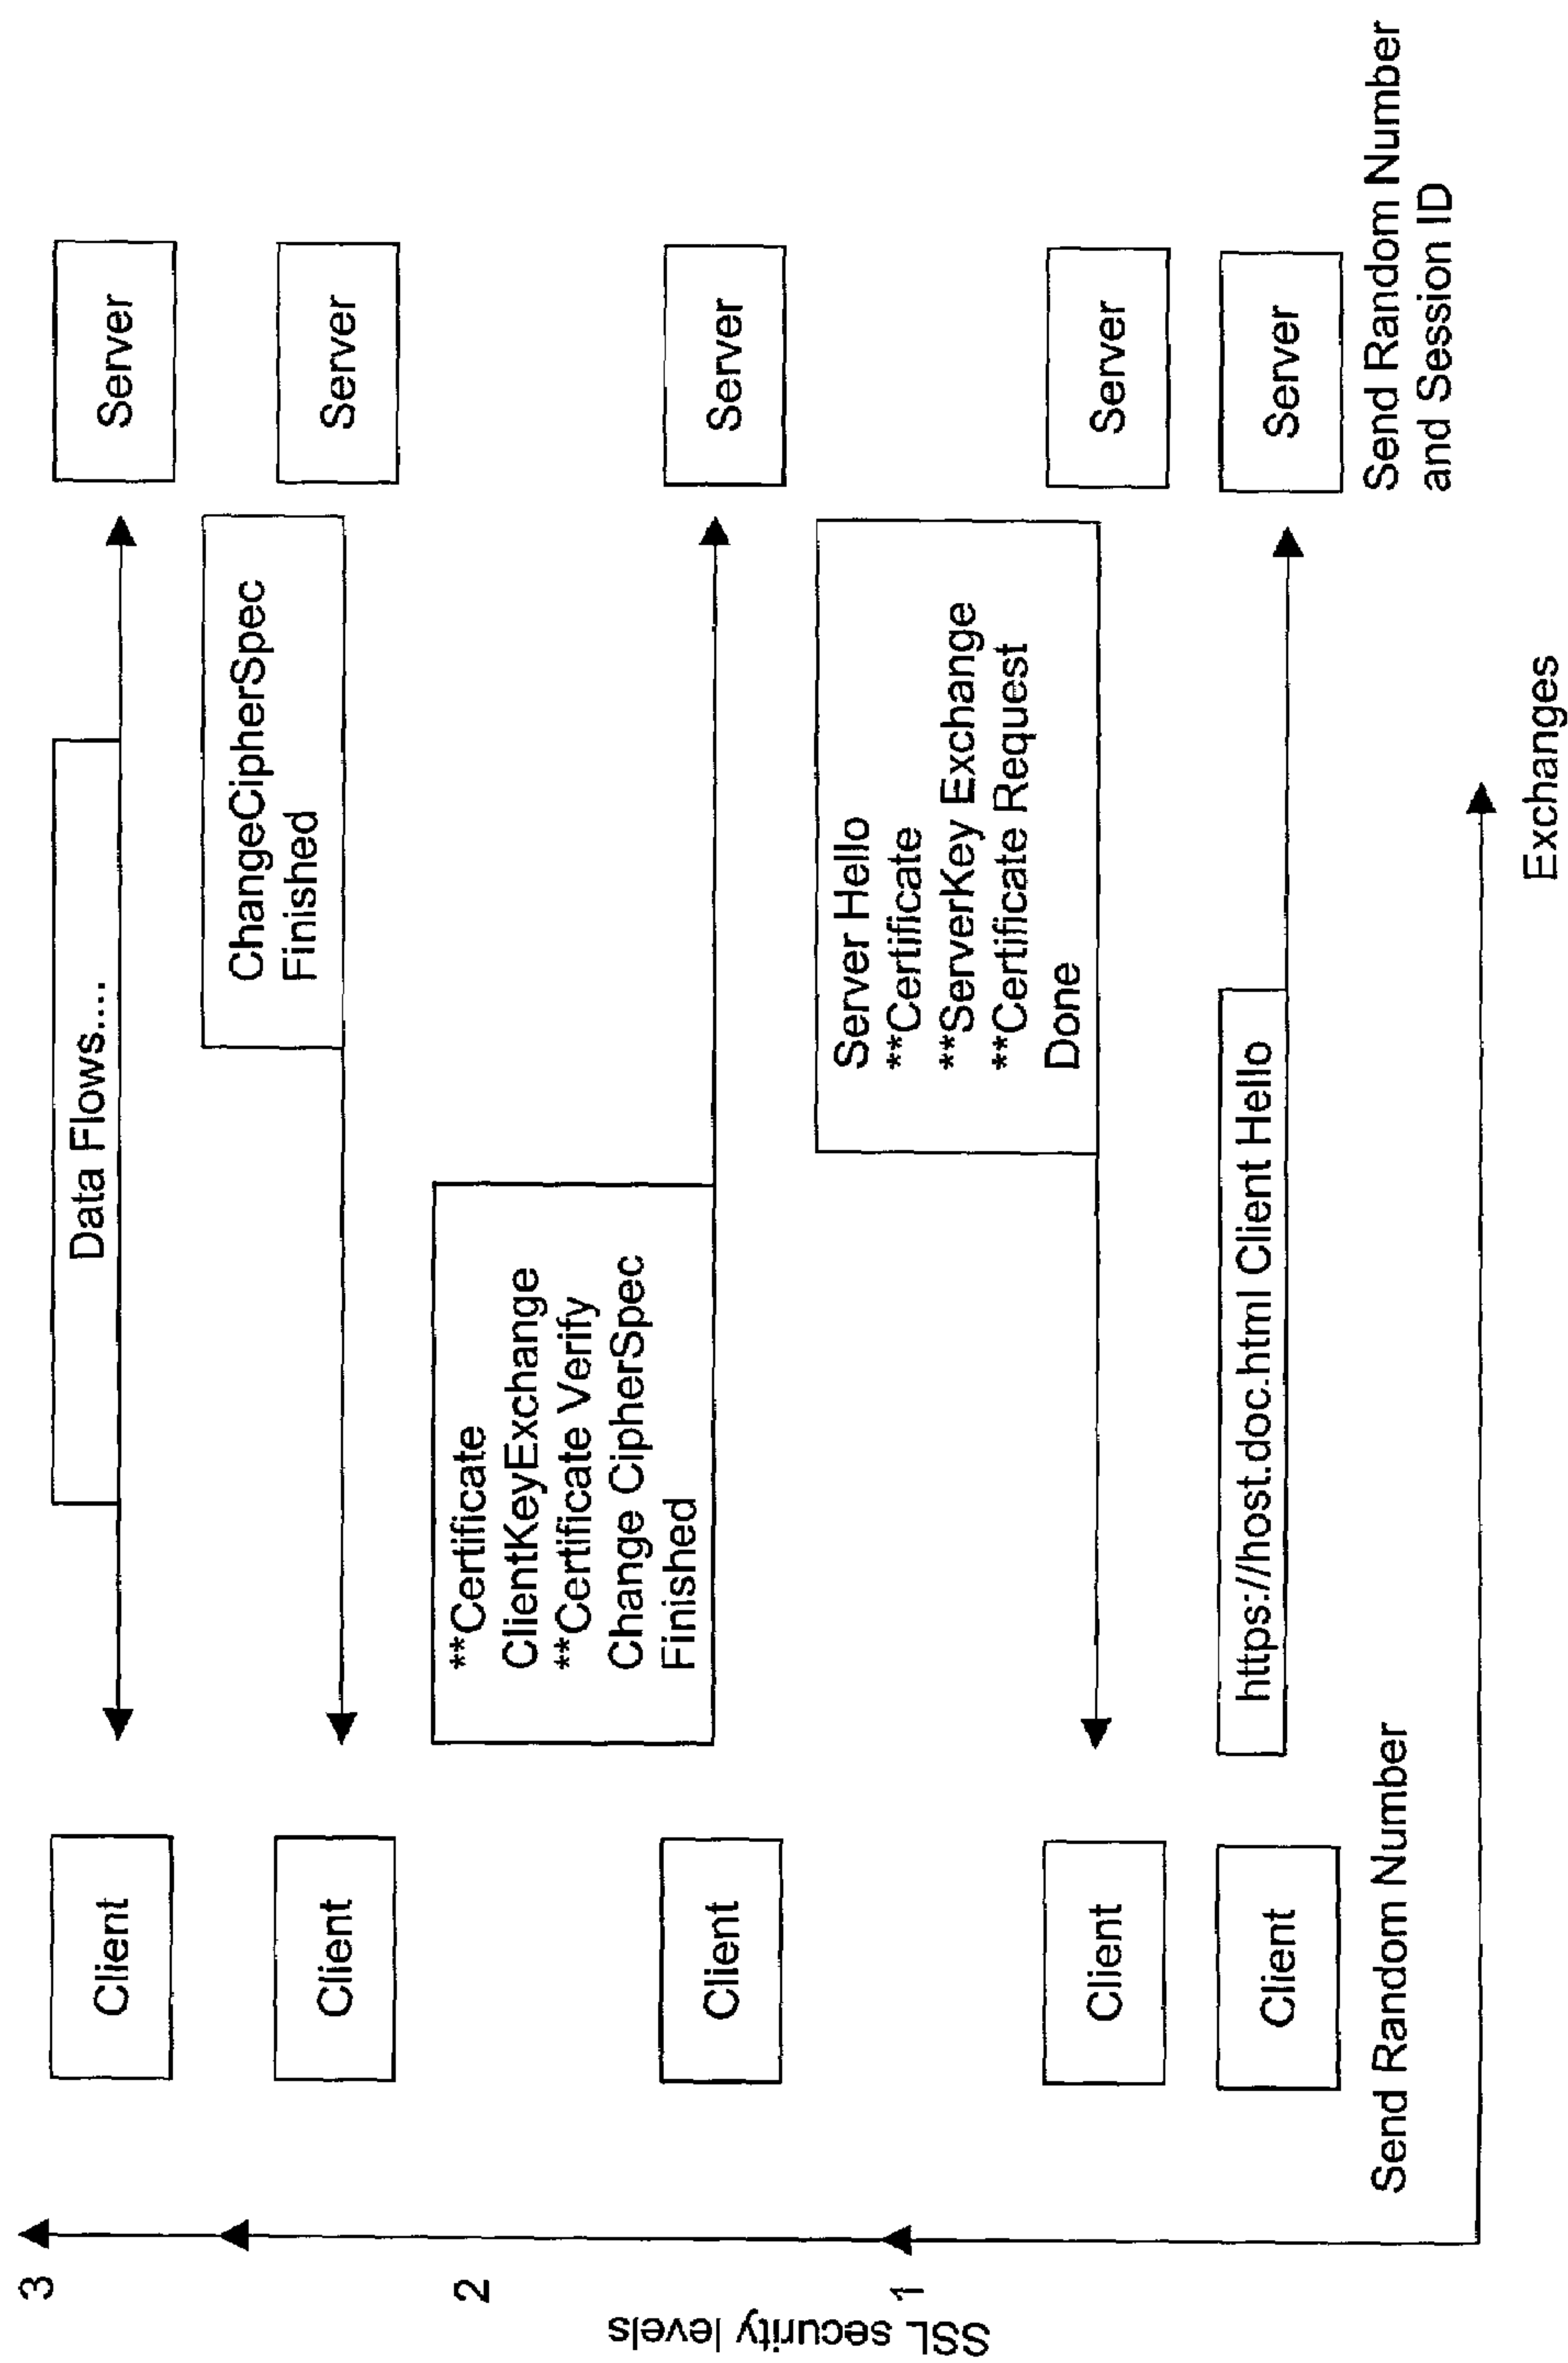 3
Client
Data Flows....
Server
Client
ChangeCipherSpec
Finished
Server
2
**Certificate
ClientKeyExchange
**Certificate Verify
Change CipherSpec
Finished
Client
Server
SSL security levels
1
Server Hello
**Certificate
**ServerKey Exchange
**Certificate Request
Done
Client
Server
Client
https://host.doc.html Client Hello
Server
Send Random Number
Send Random Number
and Session ID
Exchanges